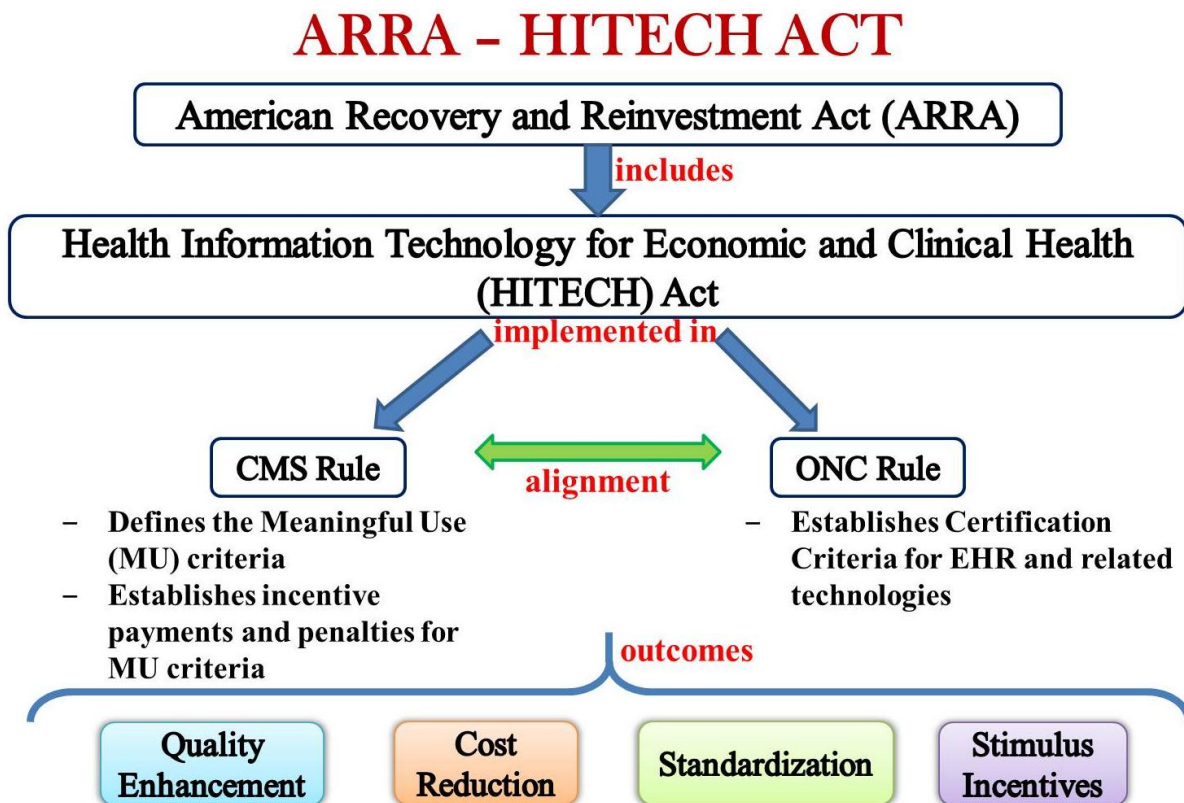 ARRA – HITECH ACT
American Recovery and Reinvestment Act (ARRA)
includes
Health Information Technology for Economic and Clinical Health
(HITECH) Act
implemented in
CMS Rule
alignment
ONC Rule
– Defines the Meaningful Use
(MU) criteria
– Establishes incentive
payments and penalties for
MU criteria
– Establishes Certification
Criteria for EHR and related
technologies
outcomes
Quality
Enhancement
Cost
Reduction
Standardization
Stimulus
Incentives